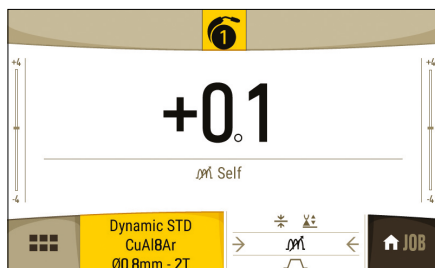 1
+4
+4
+0.1
Self
-4
-4
Dynamic STD
CuAl8Ar
Ø0.8mm - 2T
JOB